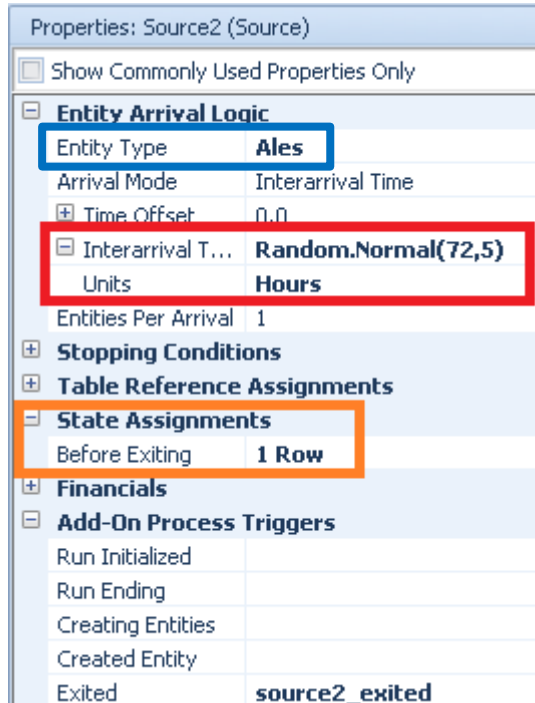 Properties: Source2 (Source)
Show Commonly Used Properties Only
Entity Arrival Logic
Entity Type Ales
Arrival Mode Interarrival Time
Time Offset 0.0
Interarrival T... Random.Normal(72,5)
Units Hours
Entities Per Arrival 1
Stopping Conditions
Table Reference Assignments
State Assignments
Before Exiting 1 Row
Financials
Add-On Process Triggers
Run Initialized
Run Ending
Creating Entities
Created Entity
Exited source2_exited